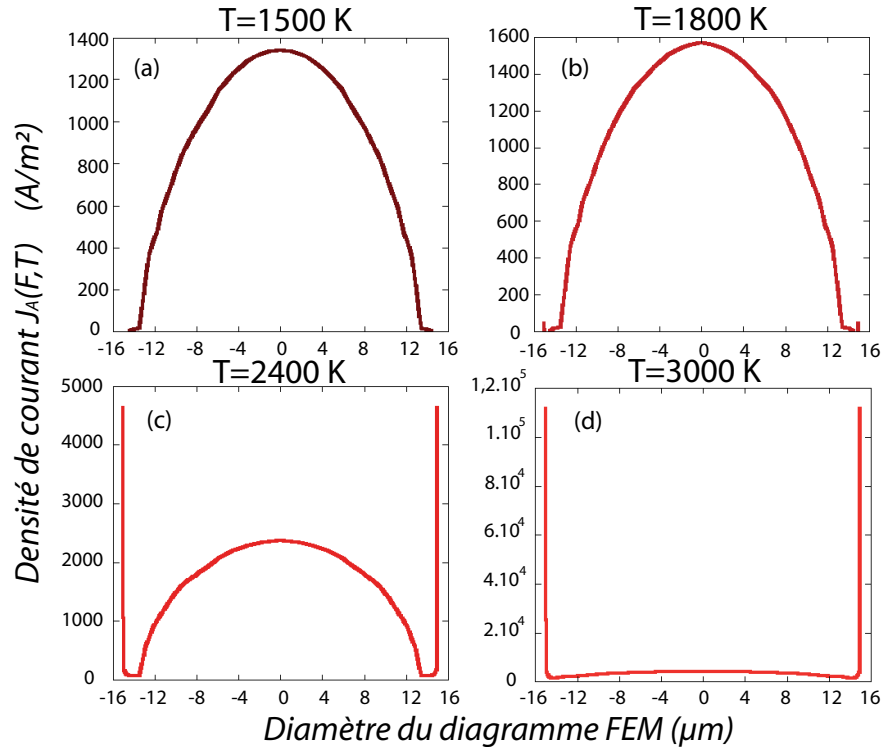 T=1500 K
T=1800 K
Densité de courant J_A(F,T) (A/m²)
(a)
1400
1200
1000
800
600
400
200
0
-16 -12 -8 -4 0 4 8 12 16
(b)
1600
1400
1200
1000
800
600
400
200
0
-16 -12 -8 -4 0 4 8 12 16
T=2400 K
T=3000 K
(c)
5000
4000
3000
2000
1000
0
-16 -12 -8 -4 0 4 8 12 16
(d)
1,2.10⁵
1.10⁵
8.10⁴
6.10⁴
4.10⁴
2.10⁴
0
-16 -12 -8 -4 0 4 8 12 16
Diamètre du diagramme FEM (µm)